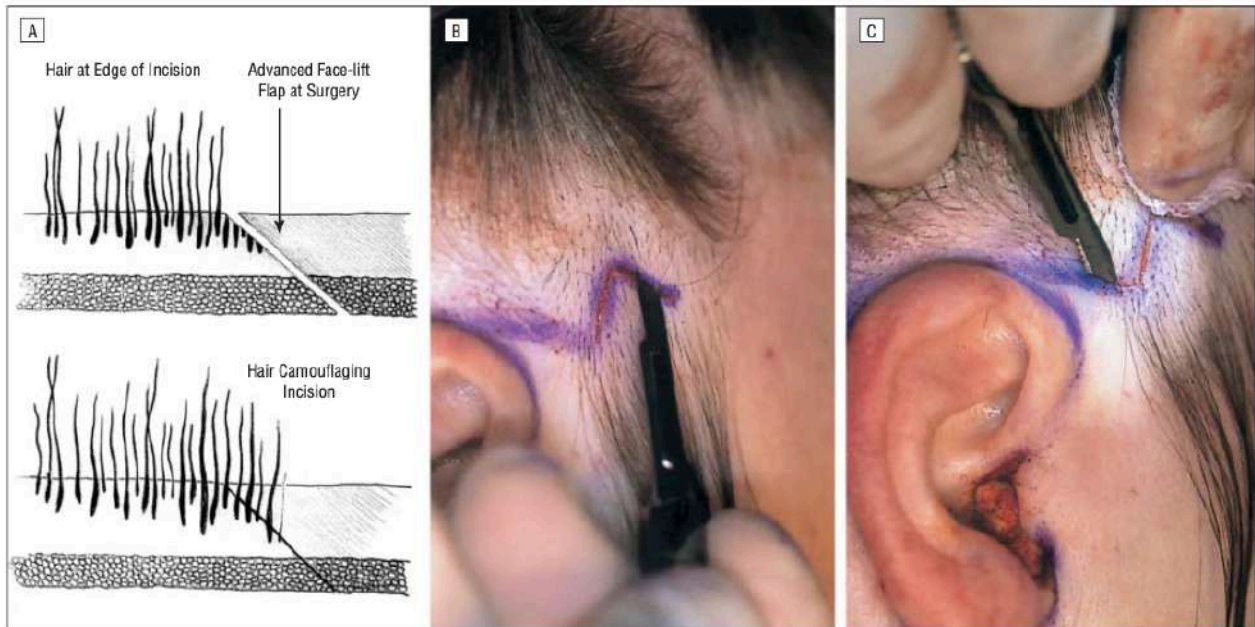 A
Hair at Edge of Incision
Advanced Face-lift
Flap at Surgery
Hair Camouflaging
Incision
B
C